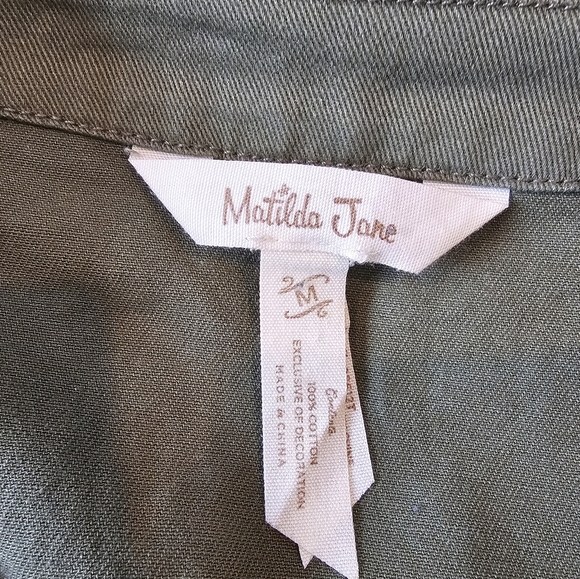 Matilda Jane
M
100% COTTON
EXCLUSIVE OF DECORATION
MADE IN CHINA